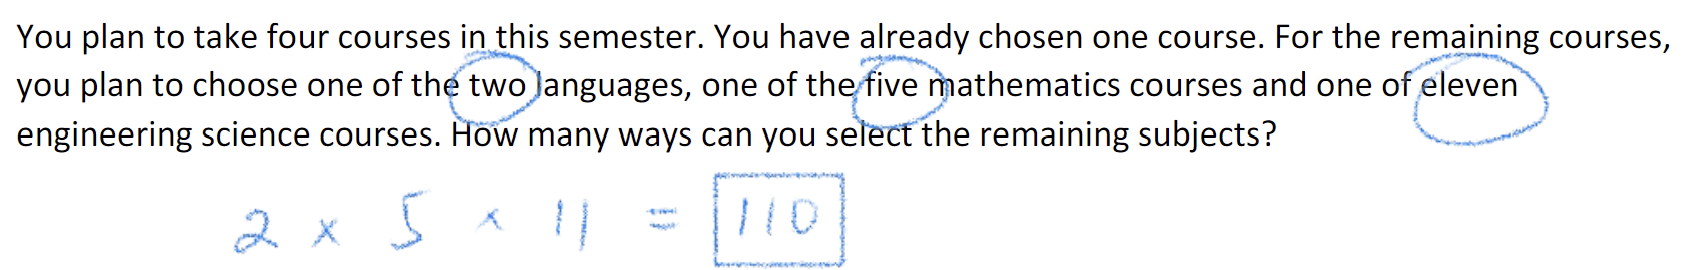 You plan to take four courses in this semester. You have already chosen one course. For the remaining courses,
you plan to choose one of the two languages, one of the five mathematics courses and one of eleven
engineering science courses. How many ways can you select the remaining subjects?
2 × 5 × 11 = 110